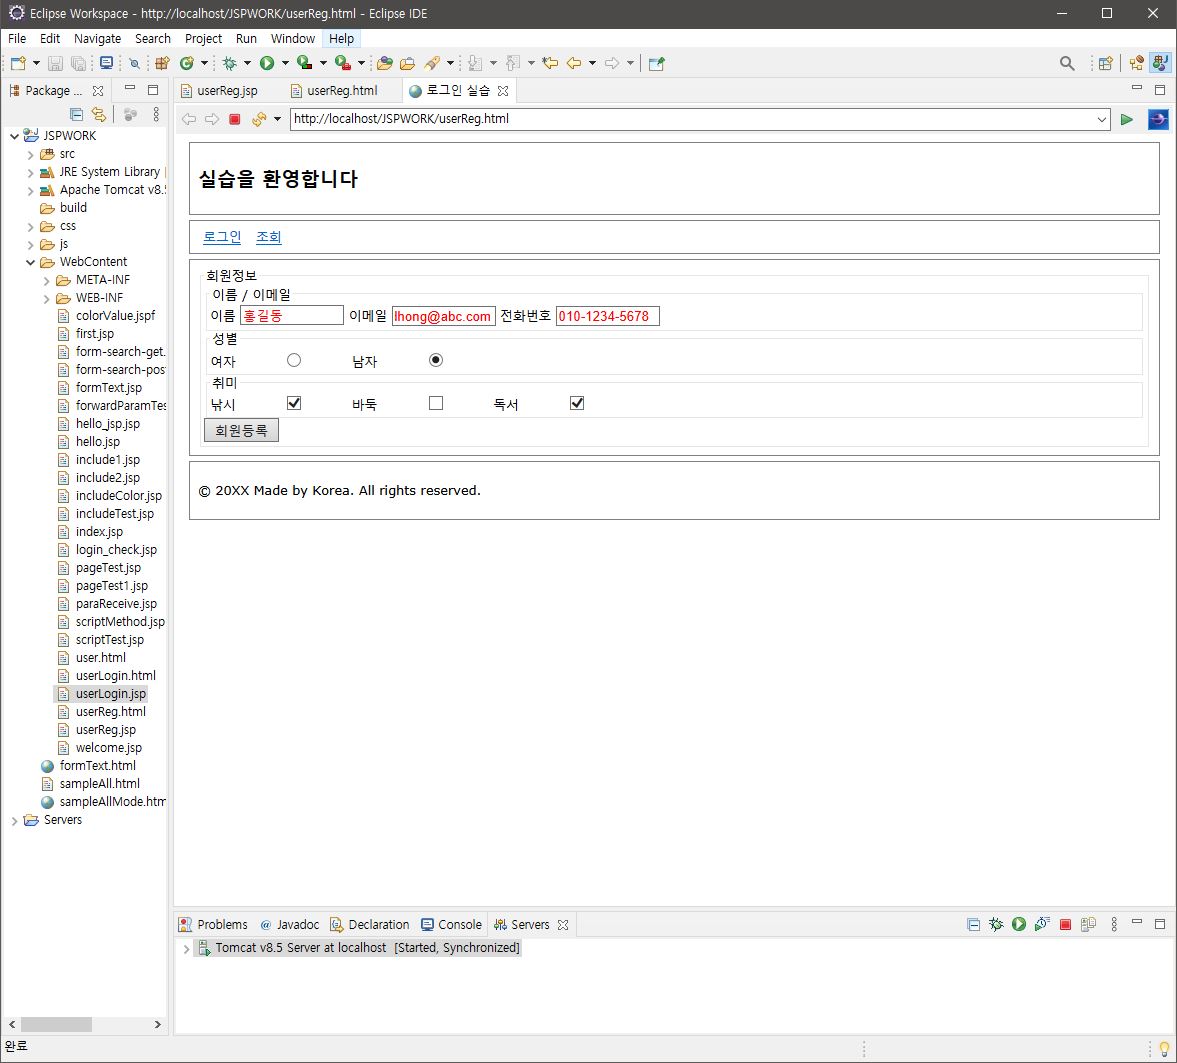 Eclipse Workspace - http://localhost/JSPWORK/userReg.html - Eclipse IDE
File Edit Navigate Search Project Run Window Help
Package ...
userReg.jsp userReg.html 로그인 실습
http://localhost/JSPWORK/userReg.html
JSPWORK
src
JRE System Library
Apache Tomcat v8.5
build
css
js
WebContent
META-INF
WEB-INF
colorValue.jspf
first.jsp
form-search-get.
form-search-pos
formText.jsp
forwardParamTes
hello_jsp.jsp
hello.jsp
include1.jsp
include2.jsp
includeColor.jsp
includeTest.jsp
index.jsp
login_check.jsp
pageTest.jsp
pageTest1.jsp
paraReceive.jsp
scriptMethod.jsp
scriptTest.jsp
user.html
userLogin.html
userLogin.jsp
userReg.html
userReg.jsp
welcome.jsp
formText.html
sampleAll.html
sampleAllMode.htm
Servers
실습을 환영합니다
로그인 조회
회원정보
이름 / 이메일
이름 홍길동 이메일 lhong@abc.com 전화번호 010-1234-5678
성별
여자 남자
취미
낚시 바둑 독서
회원등록
© 20XX Made by Korea. All rights reserved.
Problems @ Javadoc Declaration Console Servers
Tomcat v8.5 Server at localhost [Started, Synchronized]
완료